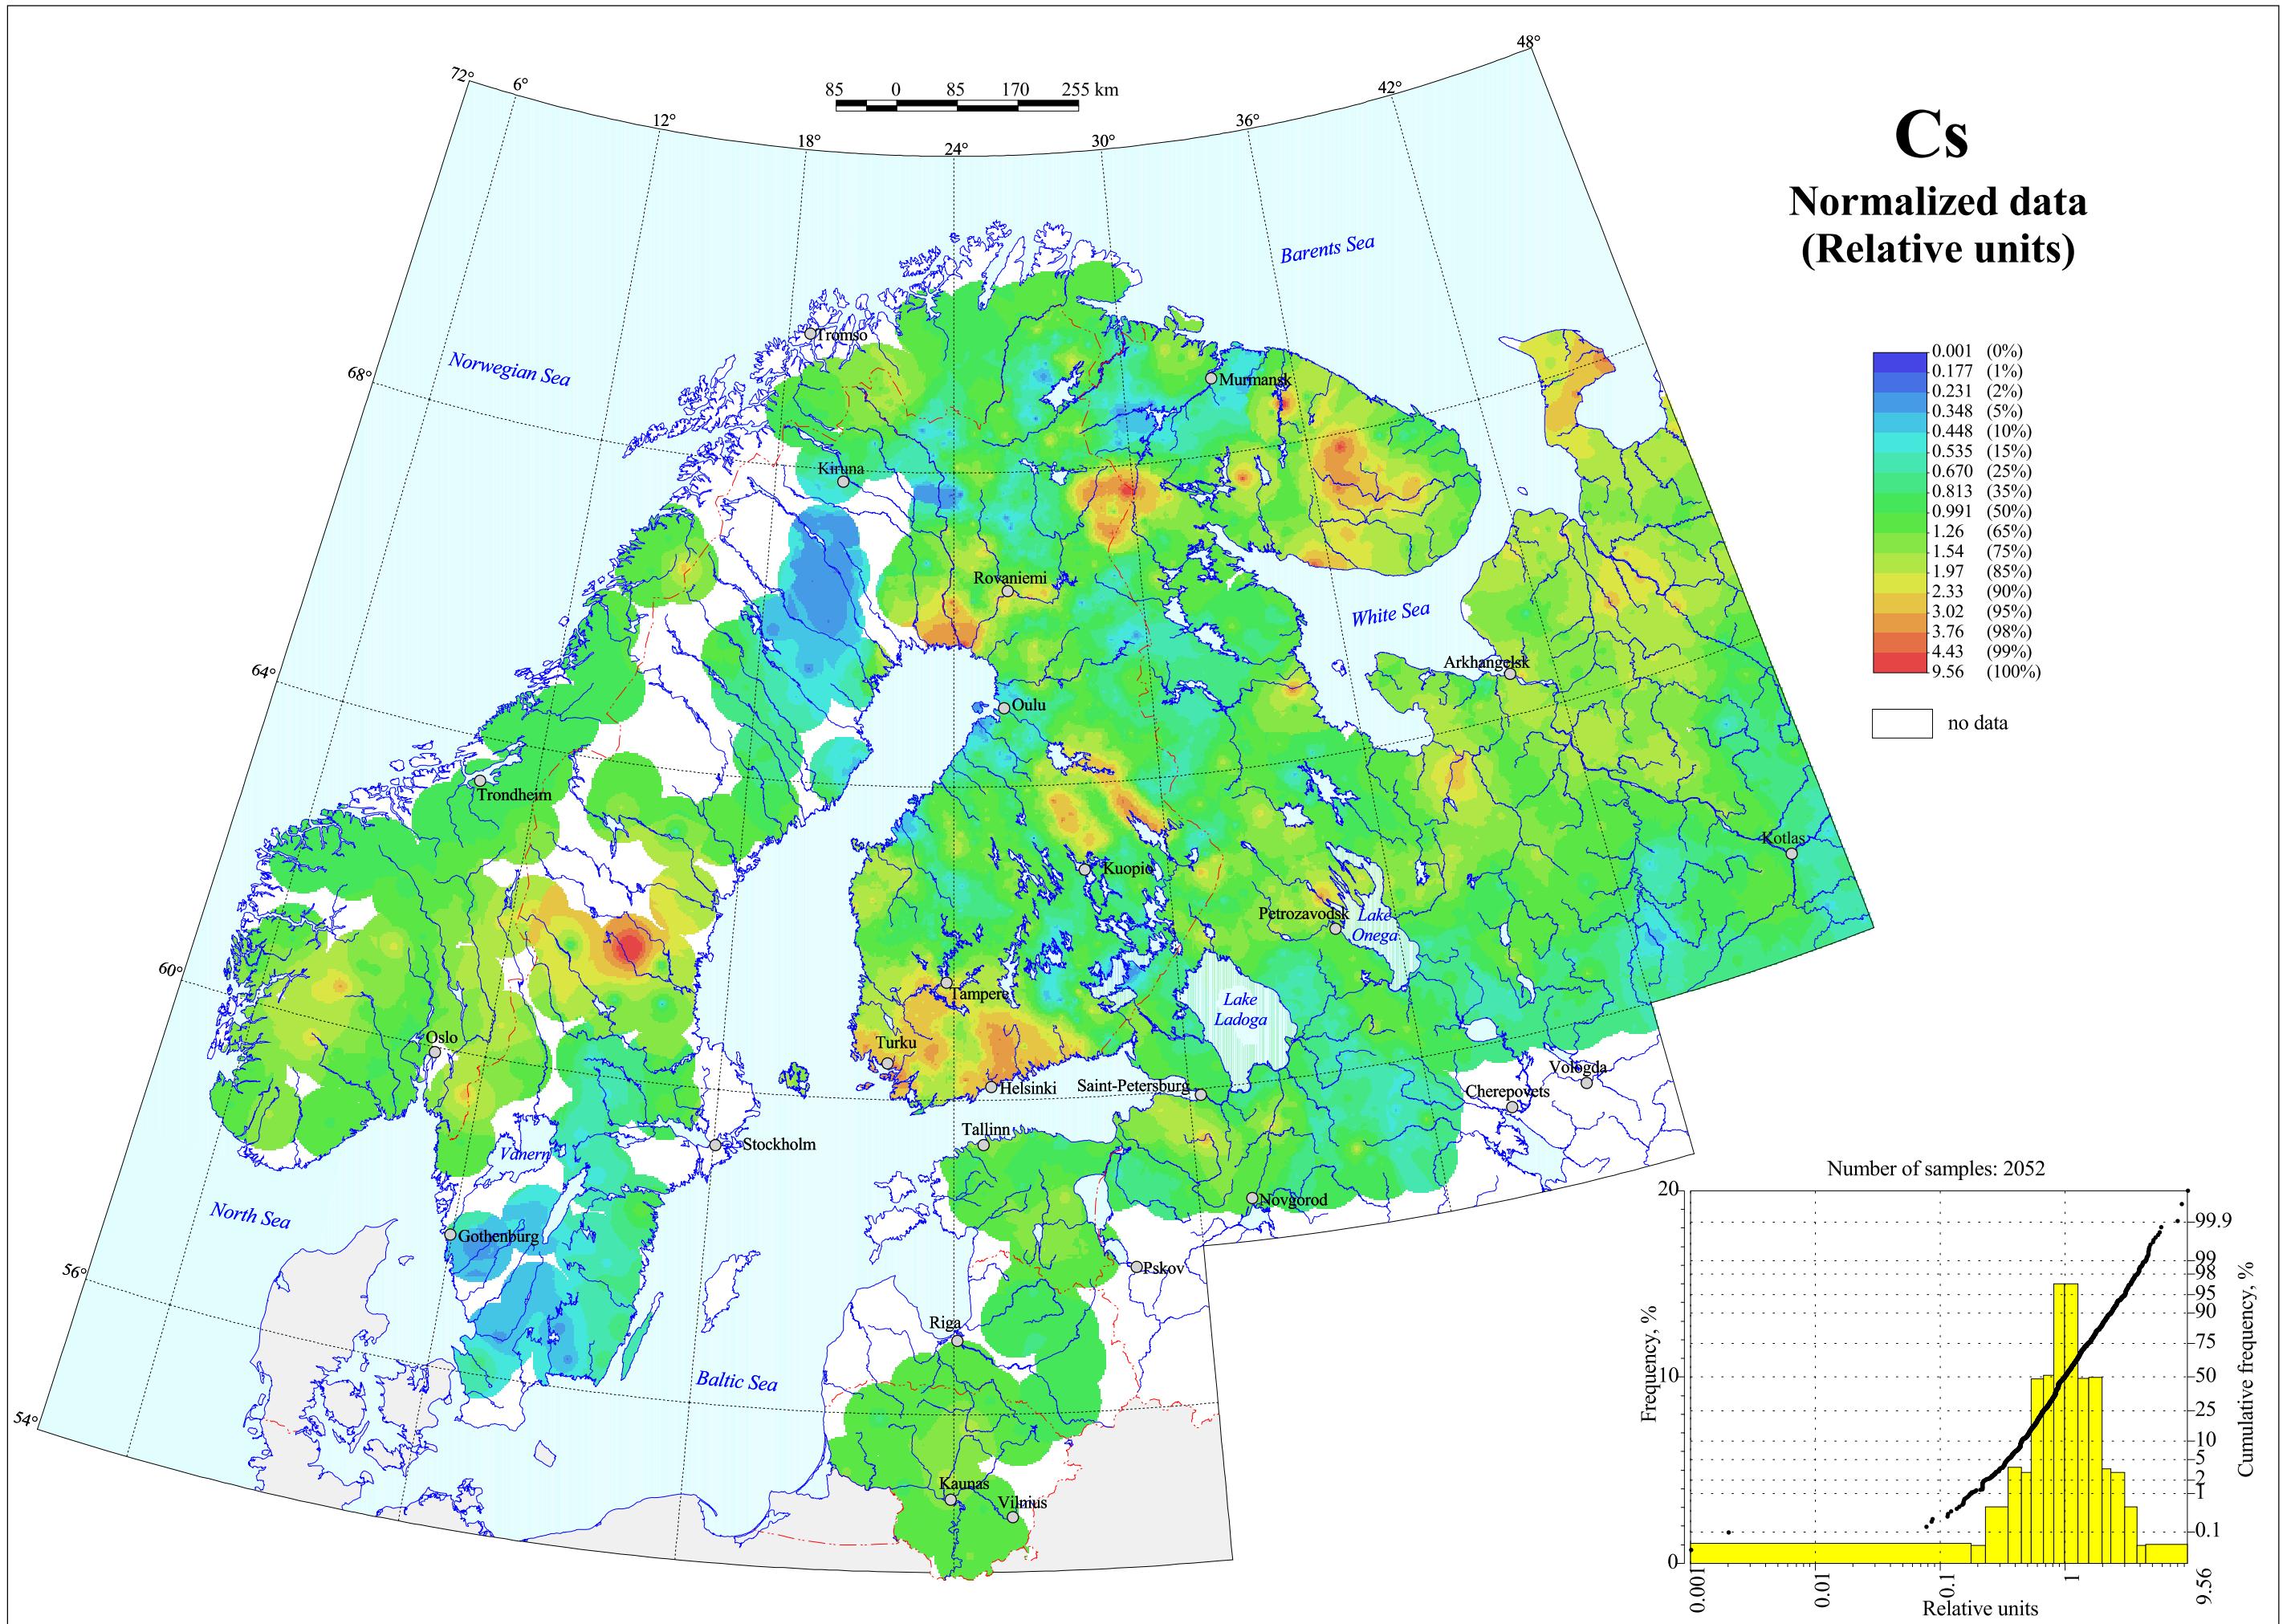 48°
72°
6°
85 0 85 170 255 km
42°
12°
36°
18°
30°
24°
Cs
Normalized data
(Relative units)
Barents Sea
Tromso
Norwegian Sea
68°
Murmansk
0.001 (0%)
0.177 (1%)
0.231 (2%)
0.348 (5%)
0.448 (10%)
0.535 (15%)
0.670 (25%)
0.813 (35%)
0.991 (50%)
1.26 (65%)
1.54 (75%)
1.97 (85%)
2.33 (90%)
3.02 (95%)
3.76 (98%)
4.43 (99%)
9.56 (100%)
no data
Kiruna
Rovaniemi
White Sea
Arkhangelsk
64°
Oulu
Trondheim
Kotlas
Kuopio
Petrozavodsk
Lake
Onega
60°
Tampere
Lake
Ladoga
Oslo
Turku
Helsinki
Saint-Petersburg
Vologda
Cherepovets
Tallinn
Stockholm
Vanern
Novgorod
North Sea
Gothenburg
56°
Pskov
Riga
Baltic Sea
54°
Kaunas
Vilnius
Number of samples: 2052
20
10
0
Frequency, %
99.9
99
98
95
90
75
50
25
10
5
2
1
0.1
Cumulative frequency, %
0.001
0.01
0.1
1
9.56
Relative units